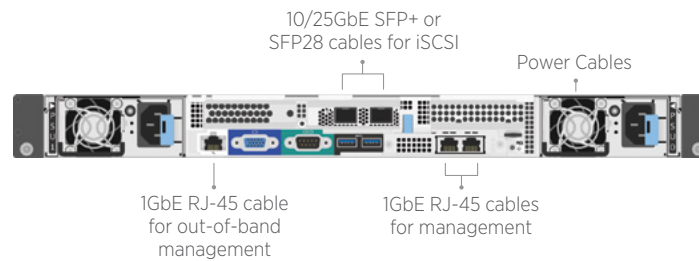 10/25GbE SFP+ or
SFP28 cables for iSCSI
Power Cables
1GbE RJ-45 cable
for out-of-band
management
1GbE RJ-45 cables
for management